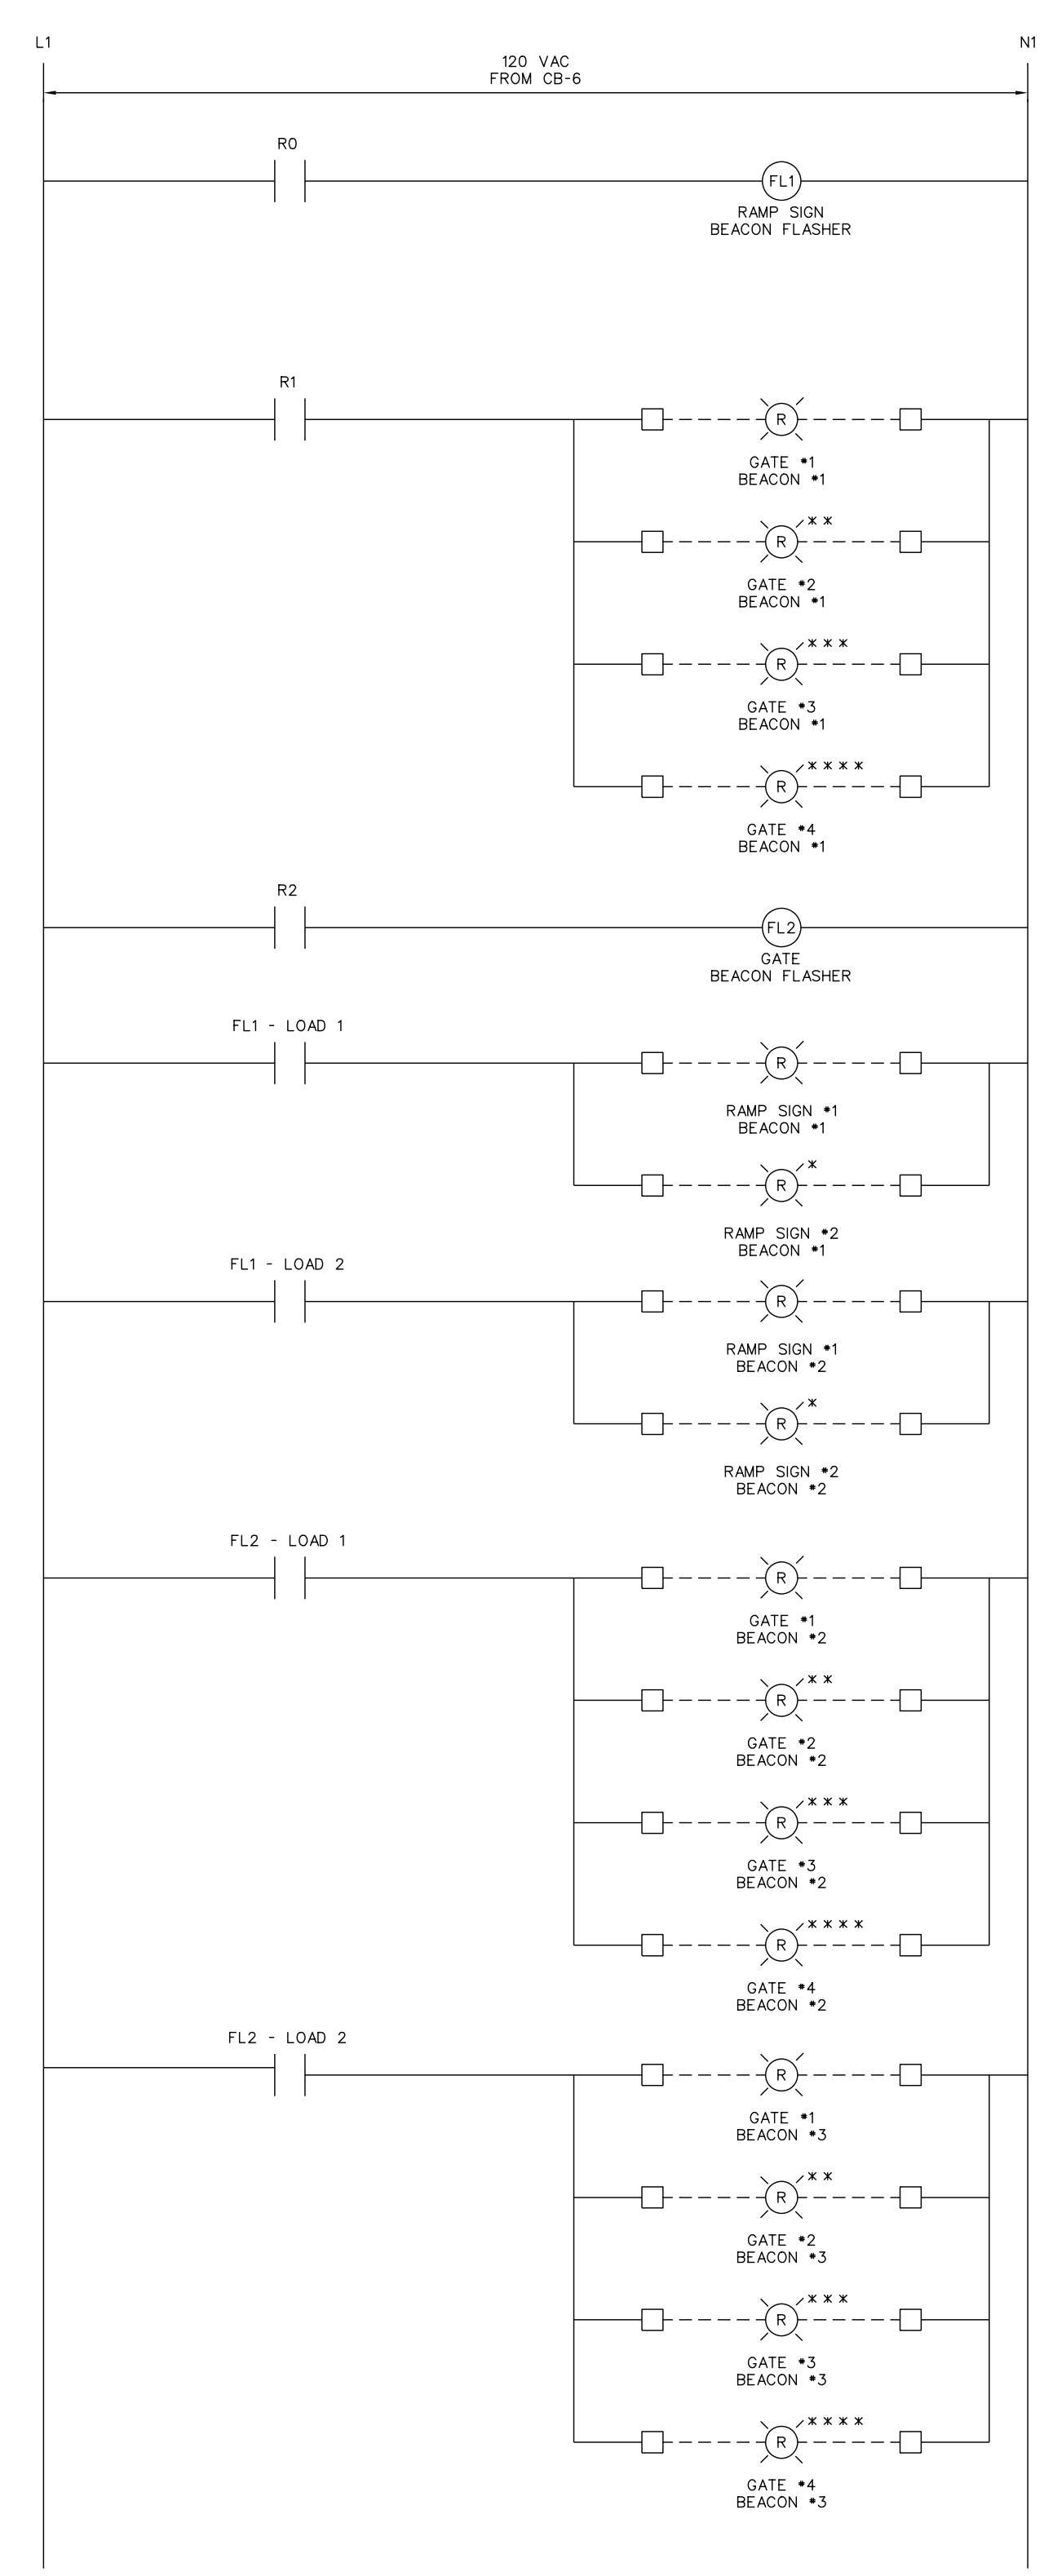 L1
N1
120 VAC
FROM CB-6
R0
FL1
RAMP SIGN
BEACON FLASHER
R1
R
GATE #1
BEACON #1
R **
GATE #2
BEACON #1
R ***
GATE #3
BEACON #1
R ****
GATE #4
BEACON #1
R2
FL2
GATE
BEACON FLASHER
FL1 - LOAD 1
R
RAMP SIGN #1
BEACON #1
R *
RAMP SIGN #2
BEACON #1
FL1 - LOAD 2
R
RAMP SIGN #1
BEACON #2
R *
RAMP SIGN #2
BEACON #2
FL2 - LOAD 1
R
GATE #1
BEACON #2
R **
GATE #2
BEACON #2
R ***
GATE #3
BEACON #2
R ****
GATE #4
BEACON #2
FL2 - LOAD 2
R
GATE #1
BEACON #3
R **
GATE #2
BEACON #3
R ***
GATE #3
BEACON #3
R ****
GATE #4
BEACON #3